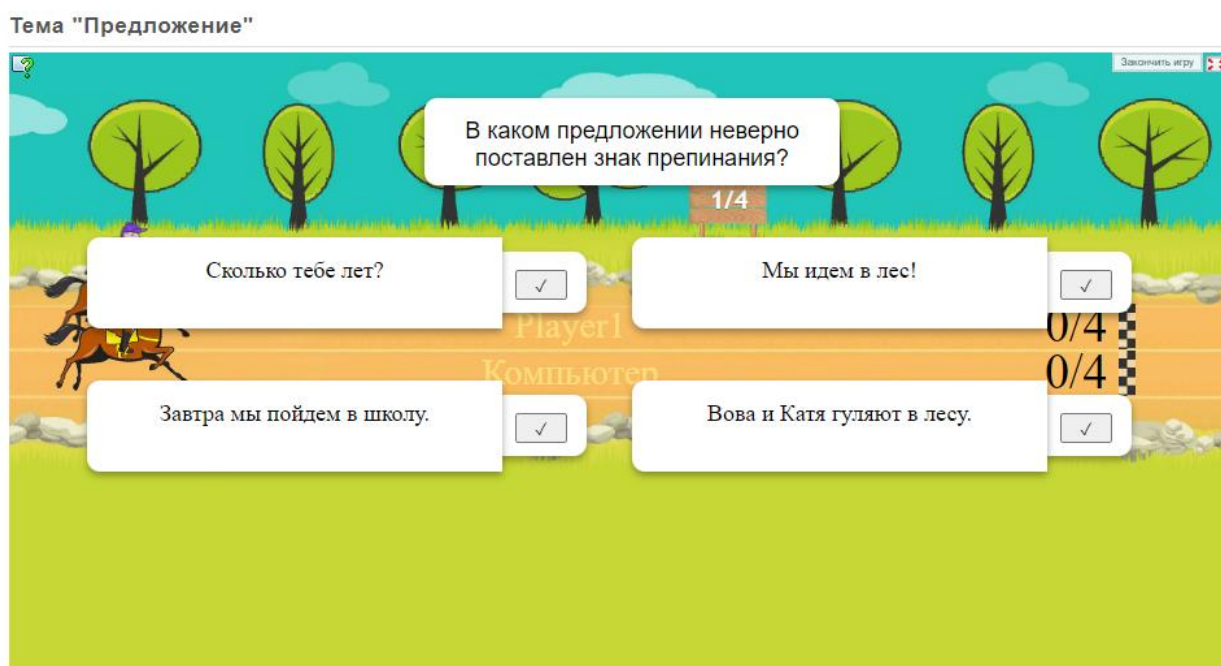 Тема "Предложение"
Закончить игру
В каком предложении неверно
поставлен знак препинания?
1/4
Сколько тебе лет?
Мы идем в лес!
Player1
0/4
Компьютер
0/4
Завтра мы пойдем в школу.
Вова и Катя гуляют в лесу.